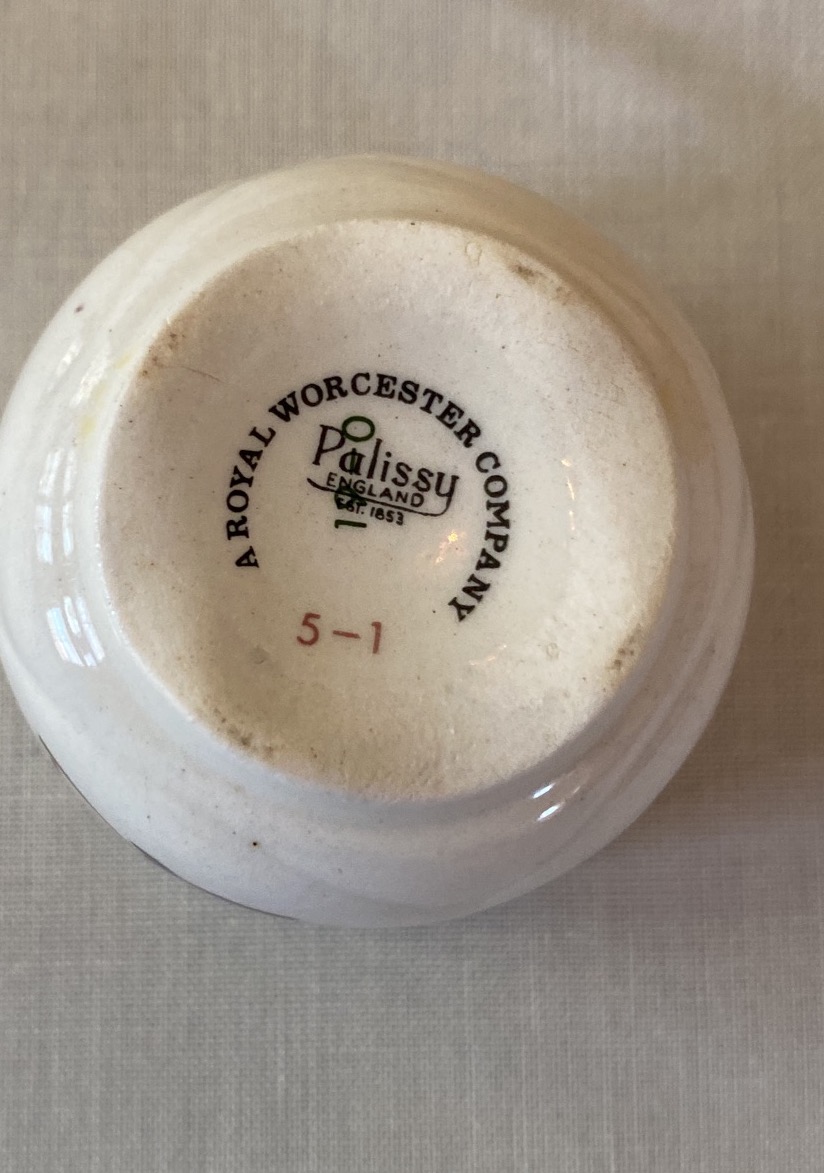 A ROYAL WORCESTER COMPANY
Palissy
ENGLAND
EST. 1853
5-1